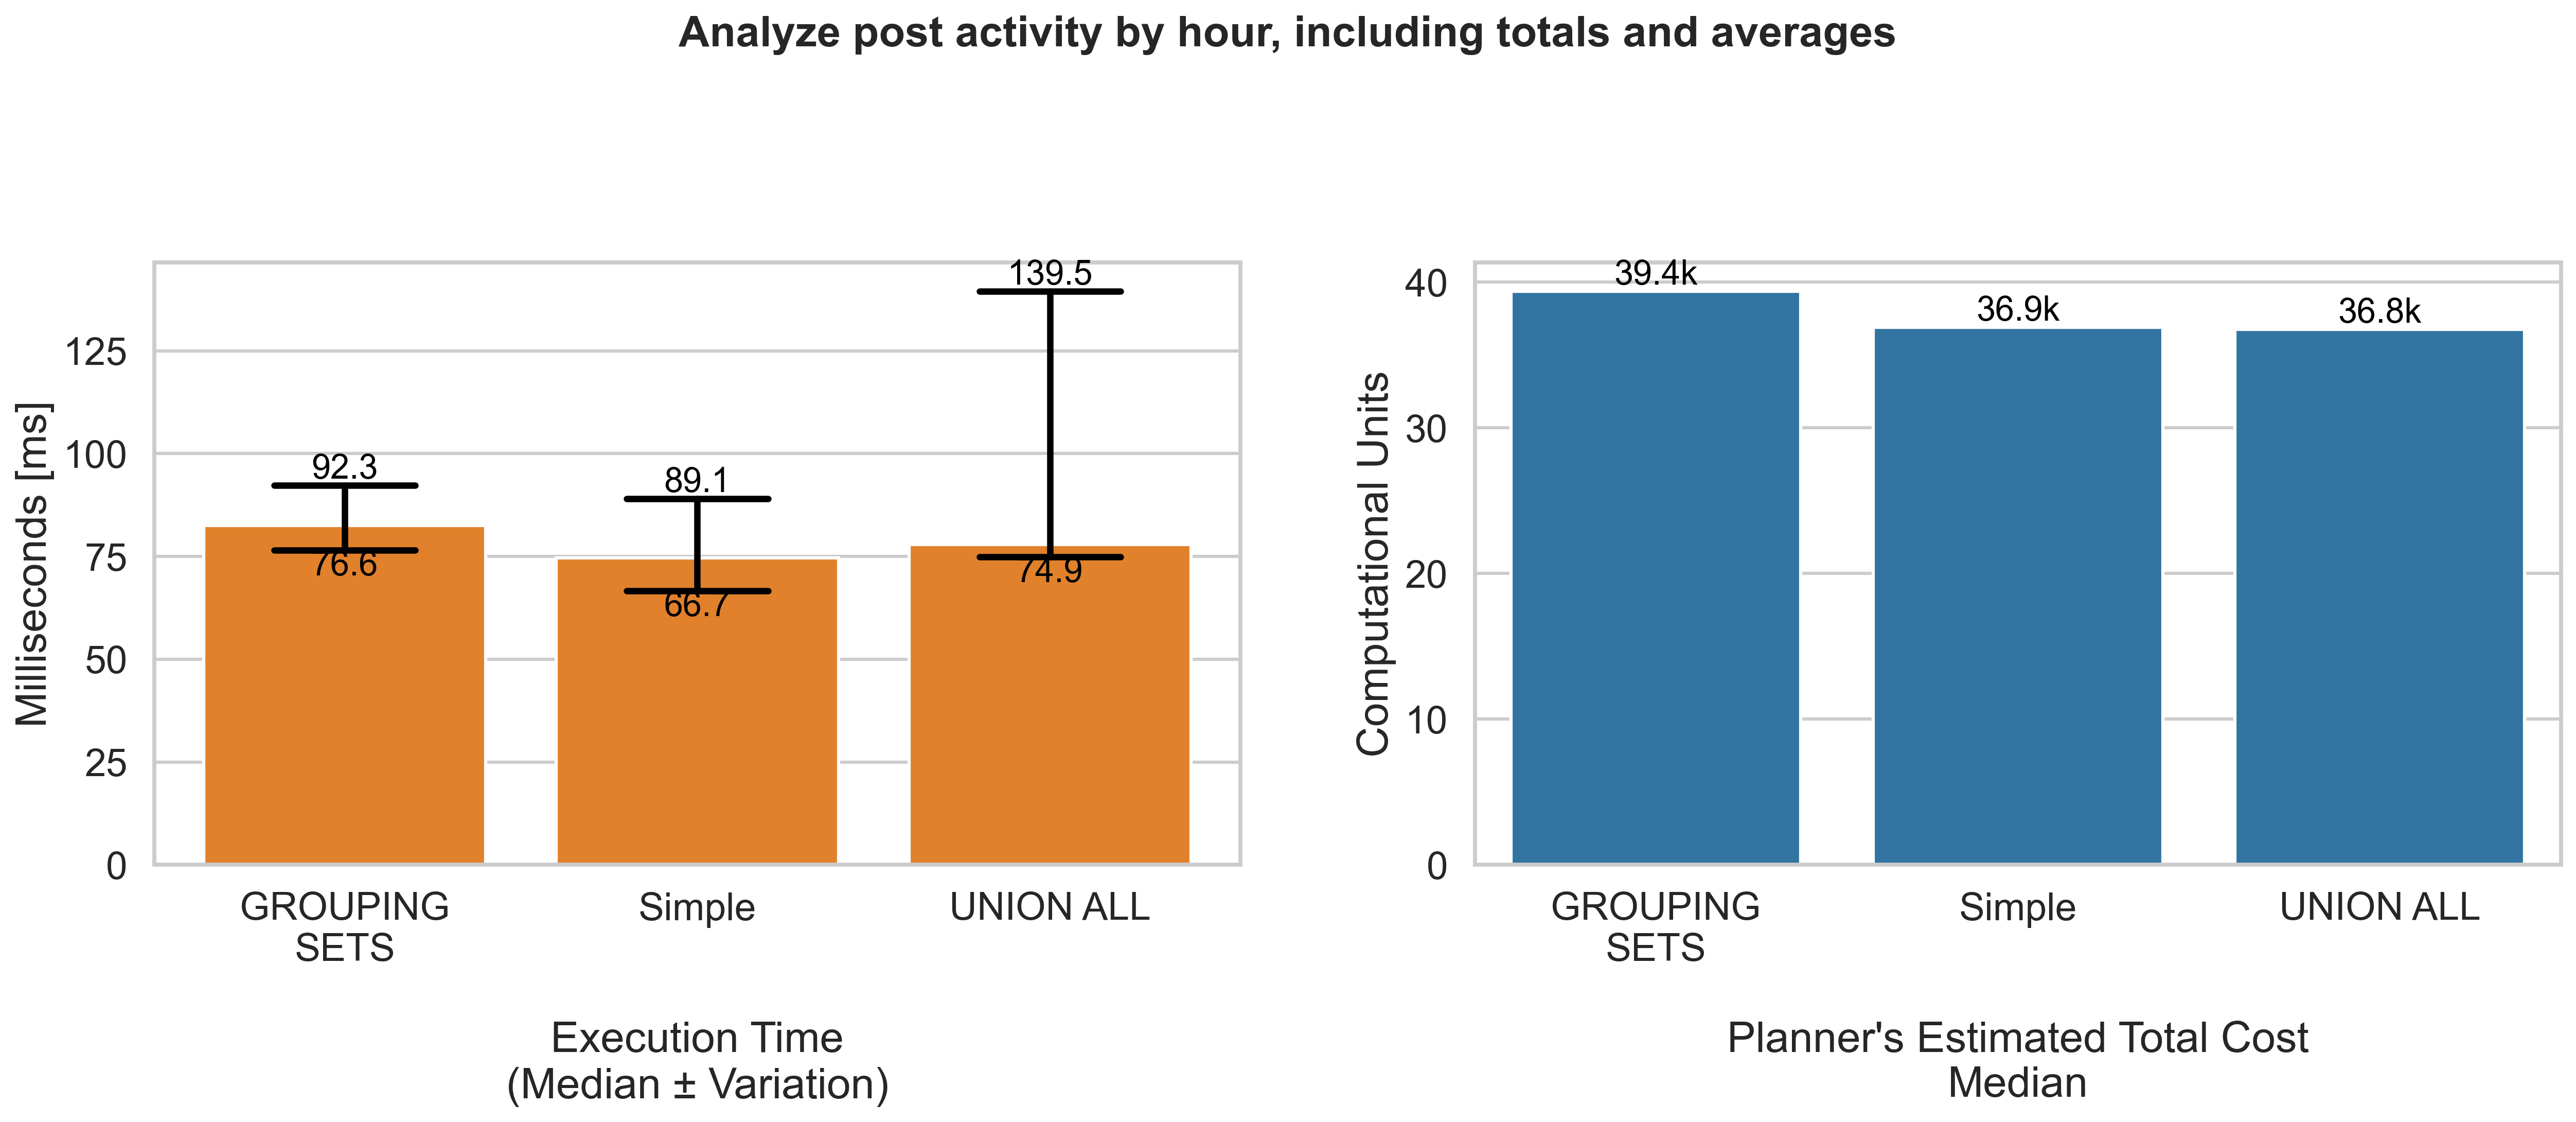 Analyze post activity by hour, including totals and averages
Milliseconds [ms]
125
100
75
50
25
0
92.3
76.6
89.1
66.7
139.5
74.9
GROUPING
SETS
Simple
UNION ALL
Execution Time
(Median ± Variation)
Computational Units
40
30
20
10
0
39.4k
36.9k
36.8k
GROUPING
SETS
Simple
UNION ALL
Planner's Estimated Total Cost
Median